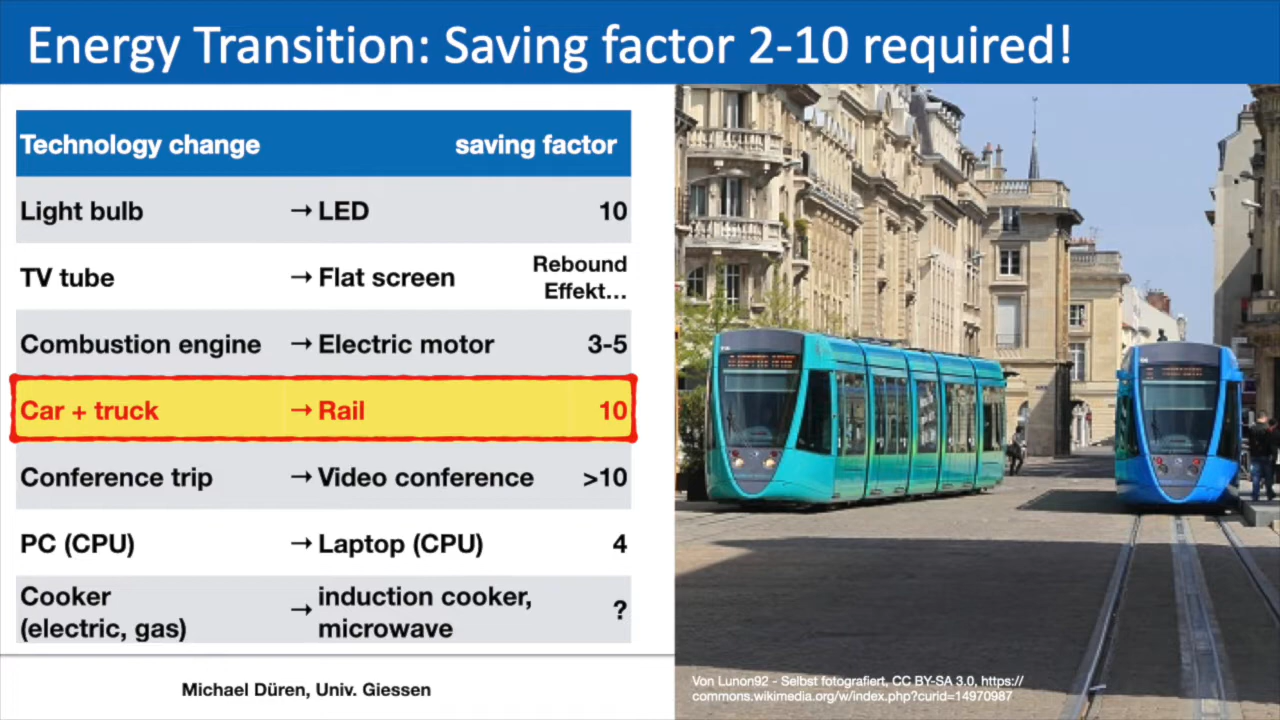 Energy Transition: Saving factor 2-10 required!
Technology change saving factor
Light bulb → LED 10
TV tube → Flat screen Rebound
Effekt...
Combustion engine → Electric motor 3-5
Car + truck → Rail 10
Conference trip → Video conference >10
PC (CPU) → Laptop (CPU) 4
Cooker
(electric, gas) → induction cooker,
microwave ?
Michael Düren, Univ. Giessen
Von Lunon92 - Selbst fotografiert, CC BY-SA 3.0, https://
commons.wikimedia.org/w/index.php?curid=14970987